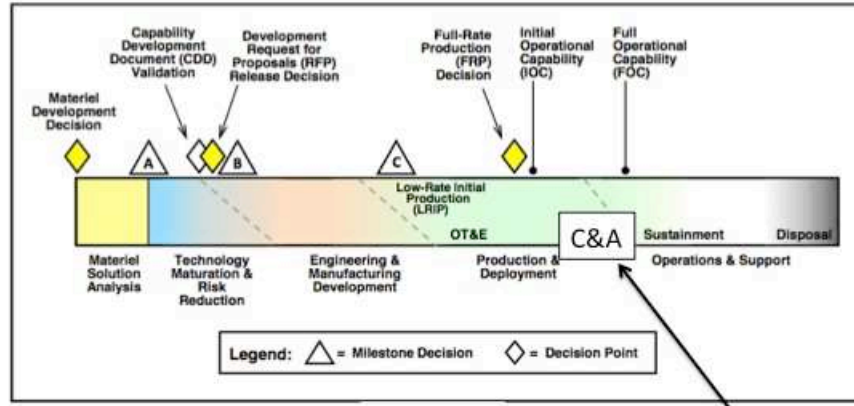 Capability
Development
Document (CDD)
Validation
Development
Request for
Proposals (RFP)
Release Decision
Full-Rate
Production
(FRP)
Decision
Initial
Operational
Capability
(IOC)
Full
Operational
Capability
(FOC)
Materiel
Development
Decision
A
B
C
Low-Rate Initial
Production
(LRIP)
OT&E
C&A
Sustainment
Disposal
Materiel
Solution
Analysis
Technology
Maturation &
Risk
Reduction
Engineering &
Manufacturing
Development
Production &
Deployment
Operations & Support
Legend:
= Milestone Decision
= Decision Point